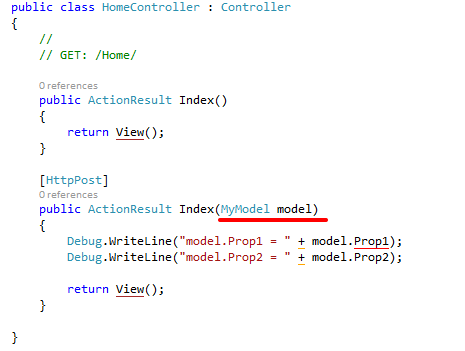 public class HomeController : Controller
{
    //
    // GET: /Home/
    0 references
    public ActionResult Index()
    {
        return View();
    }
    [HttpPost]
    0 references
    public ActionResult Index(MyModel model)
    {
        Debug.WriteLine("model.Prop1 = " + model.Prop1);
        Debug.WriteLine("model.Prop2 = " + model.Prop2);
        return View();
    }
}